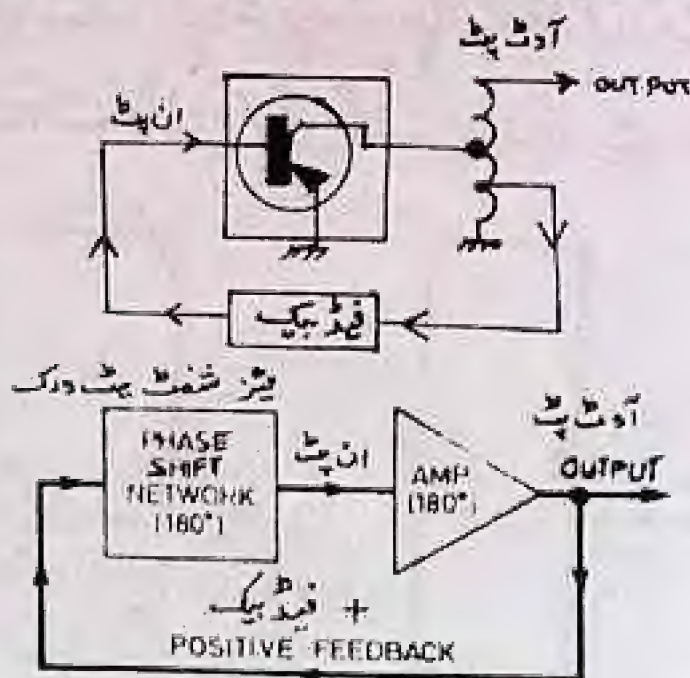 آؤٹ پٹ
OUTPUT
ان پٹ
فیڈ بیک
فیز شفٹ نیٹ ورک
PHASE
SHIFT
NETWORK
(180°)
ان پٹ
AMP
(180°)
آؤٹ پٹ
OUTPUT
فیڈ بیک +
POSITIVE FEEDBACK